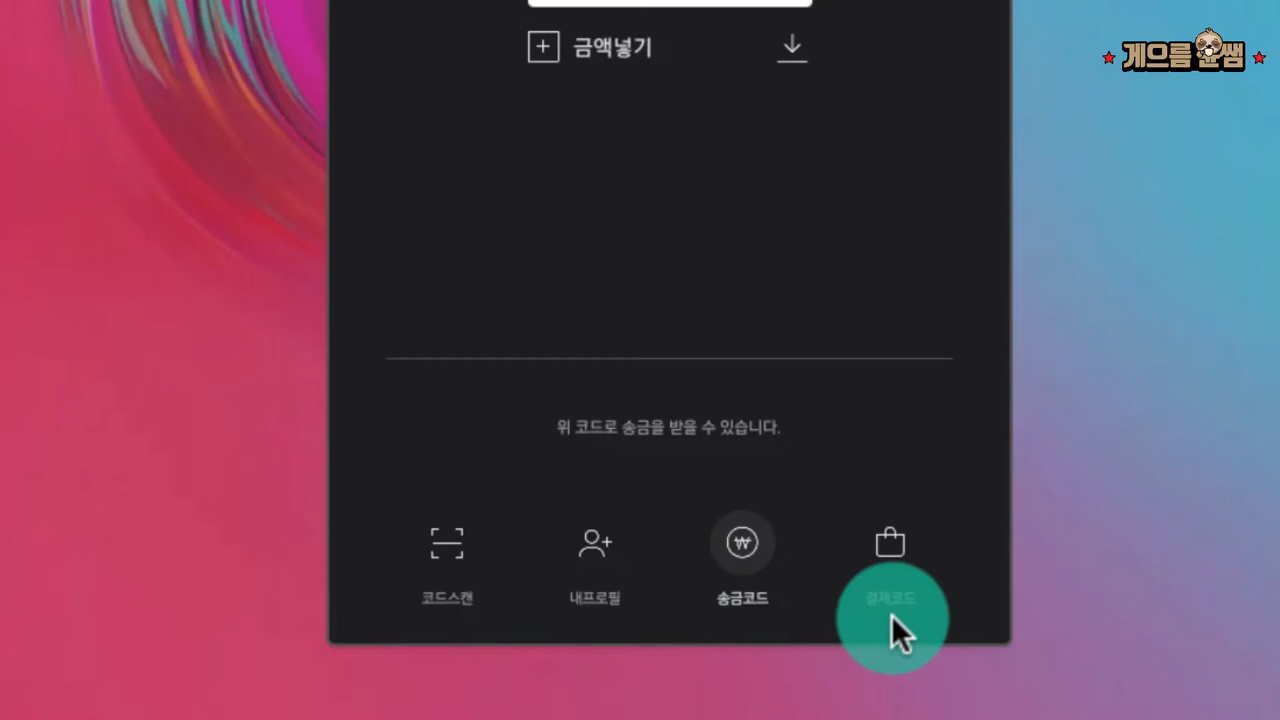 금액넣기
게으름 윤쌤
위 코드로 송금을 받을 수 있습니다.
코드스캔
내프로필
송금코드
결제코드